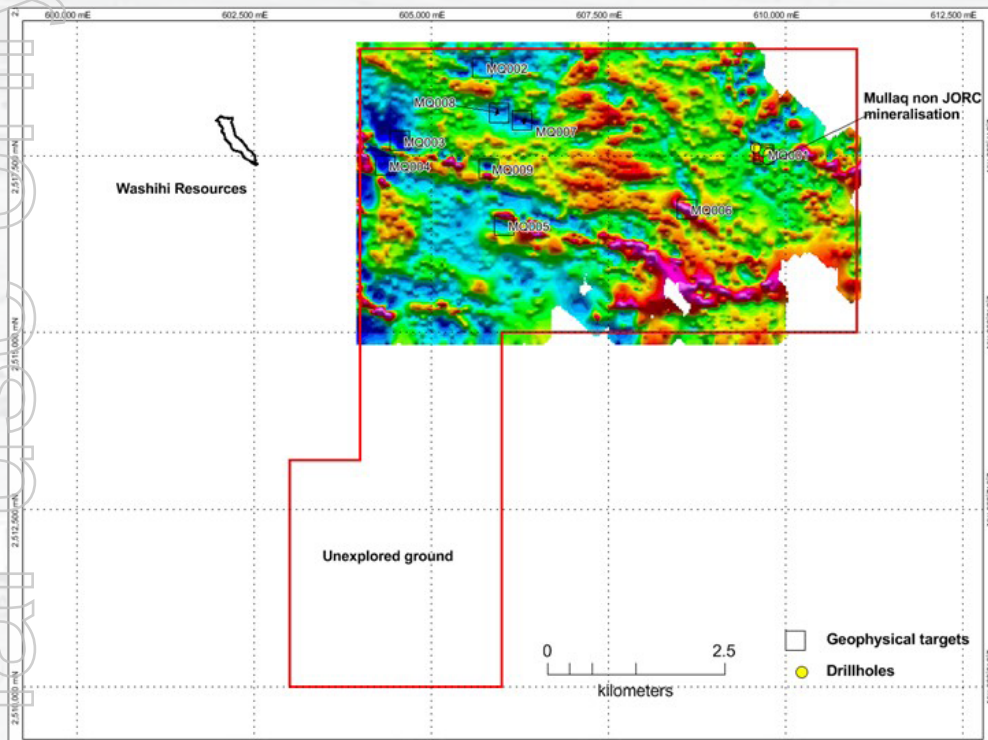 600,000 mE
602,500 mE
605,000 mE
607,500 mE
610,000 mE
612,500 mE
MQ002
MQ008
MQ007
MQ003
MQ004
MQ009
MQ005
MQ006
MQ001
Mullaq non JORC
mineralisation
Washihi Resources
2,517,500 mN
2,515,000 mN
2,512,500 mN
2,510,000 mN
Unexplored ground
0
2.5
kilometers
Geophysical targets
Drillholes